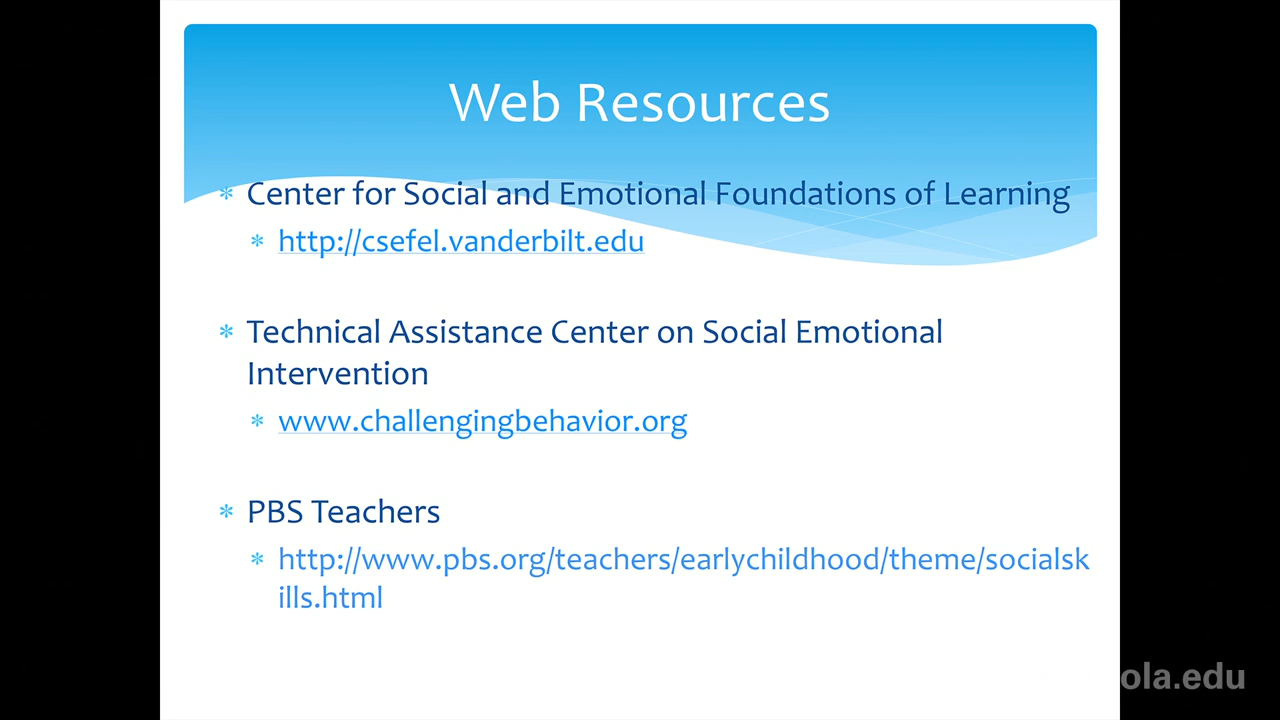 Web Resources
Center for Social and Emotional Foundations of Learning
http://csefel.vanderbilt.edu
Technical Assistance Center on Social Emotional
Intervention
www.challengingbehavior.org
PBS Teachers
http://www.pbs.org/teachers/earlychildhood/theme/socialsk
ills.html
ola.edu